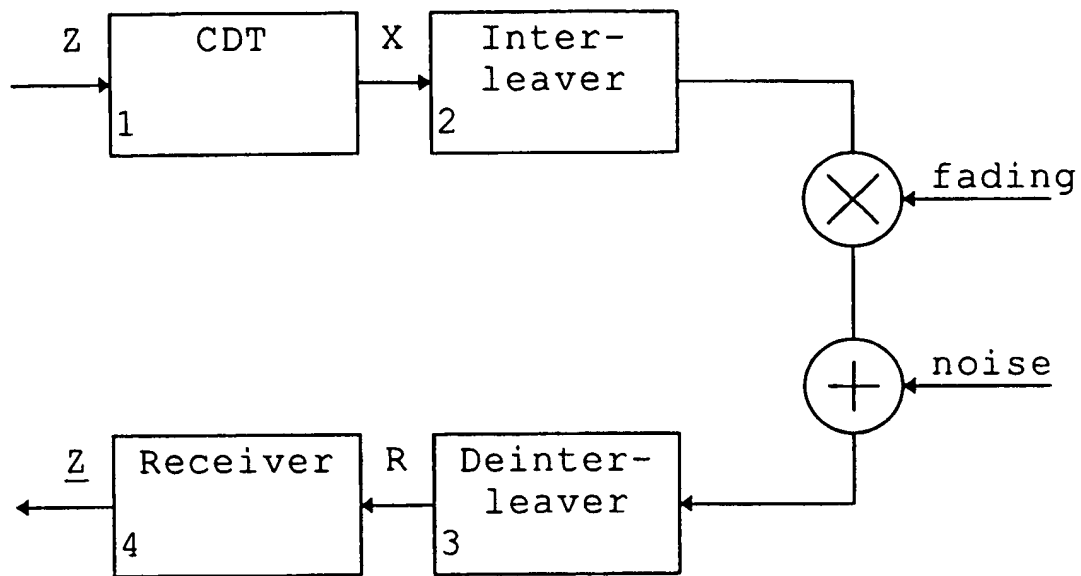 Z
CDT
1
X
Inter-
leaver
2
fading
noise
Z
Receiver
4
R
Deinter-
leaver
3